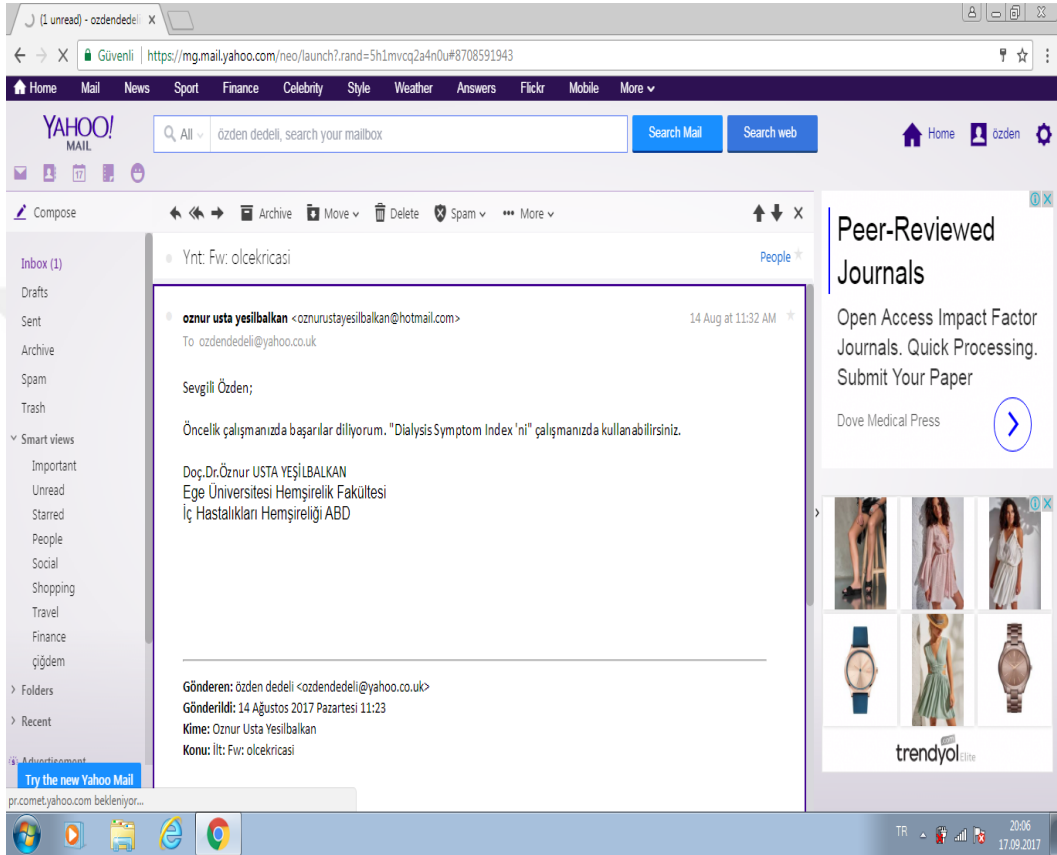 (1 unread) - ozdendedeli
Güvenli https://mg.mail.yahoo.com/neo/launch?.rand=5h1mvcq2a4n0u#8708591943
Home Mail News Sport Finance Celebrity Style Weather Answers Flickr Mobile More
YAHOO!
MAIL
All özden dedeli, search your mailbox Search Mail Search web Home özden
17
Compose
Archive Move Delete Spam More
Inbox (1)
Drafts
Sent
Archive
Spam
Trash
Smart views
Important
Unread
Starred
People
Social
Shopping
Travel
Finance
çiğdem
Folders
Recent
Advertisement
Try the new Yahoo Mail
pr.comet.yahoo.com bekleniyor...
Ynt: Fw: olcekricasi People
oznur usta yesilbalkan <oznurustayesilbalkan@hotmail.com> 14 Aug at 11:32 AM
To ozdendedeli@yahoo.co.uk
Sevgili Özden;
Öncelik çalışmanızda başarılar diliyorum. "Dialysis Symptom Index 'ni" çalışmanızda kullanabilirsiniz.
Doç.Dr.Öznur USTA YEŞİLBALKAN
Ege Üniversitesi Hemşirelik Fakültesi
İç Hastalıkları Hemşireliği ABD
Gönderen: özden dedeli <ozdendedeli@yahoo.co.uk>
Gönderildi: 14 Ağustos 2017 Pazartesi 11:23
Kime: Oznur Usta Yesilbalkan
Konu: İlt: Fw: olcekricasi
Peer-Reviewed
Journals
Open Access Impact Factor
Journals. Quick Processing.
Submit Your Paper
Dove Medical Press
trendyol Elite
TR 20:06
17.09.2017